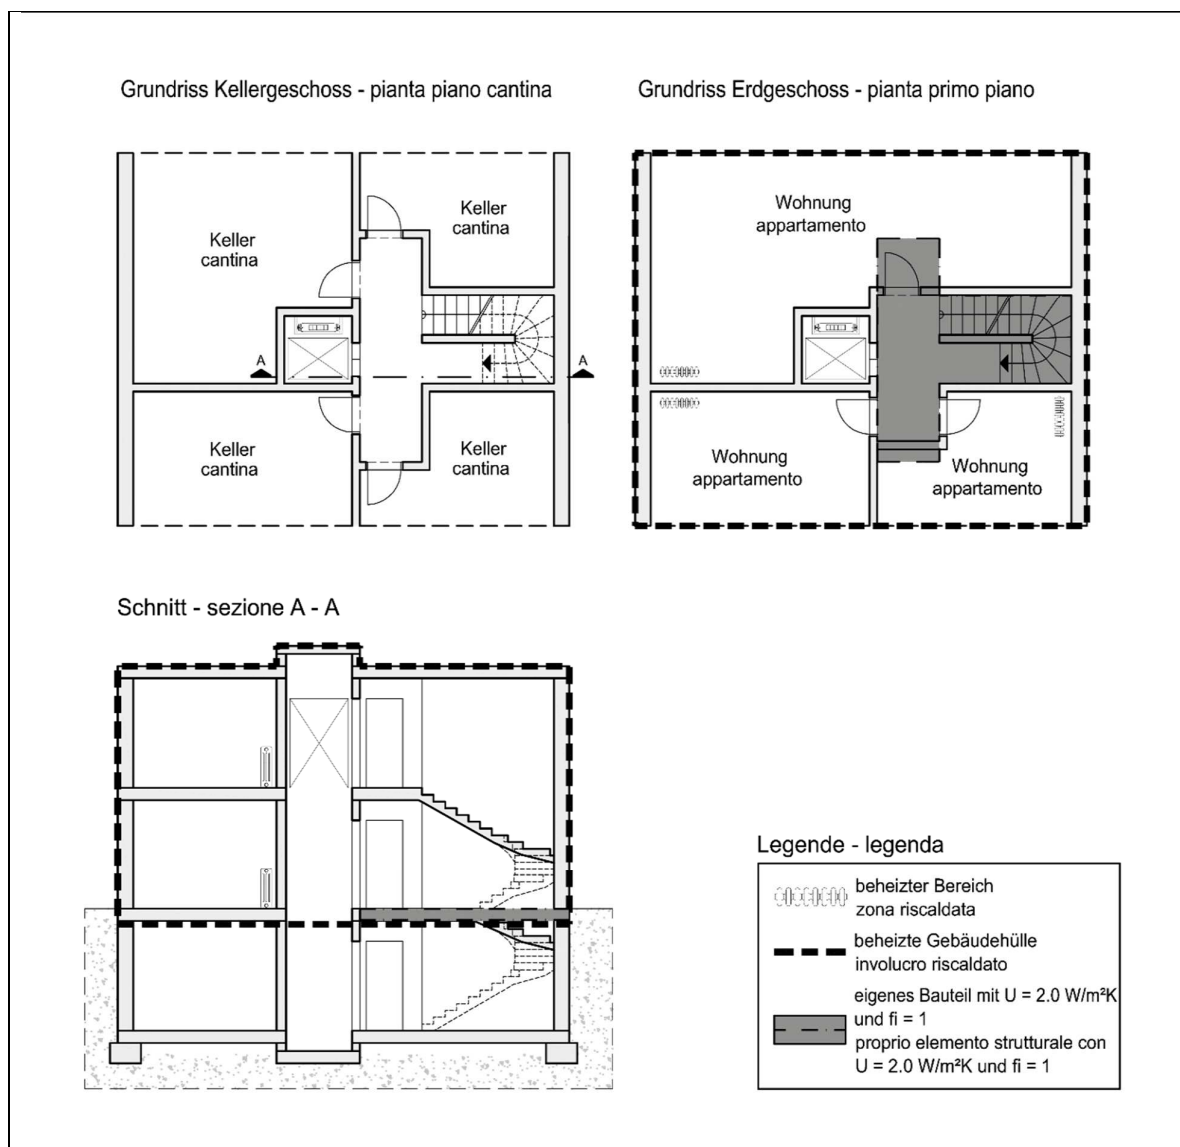 Grundriss Kellergeschoss - pianta piano cantina
Grundriss Erdgeschoss - pianta primo piano
Keller
cantina
Keller
cantina
A
A
Keller
cantina
Keller
cantina
Wohnung
appartamento
Wohnung
appartamento
Wohnung
appartamento
Schnitt - sezione A - A
Legende - legenda
beheizter Bereich
zona riscaldata
beheizte Gebäudehülle
involucro riscaldato
eigenes Bauteil mit U = 2.0 W/m²K
und fi = 1
proprio elemento strutturale con
U = 2.0 W/m²K und fi = 1